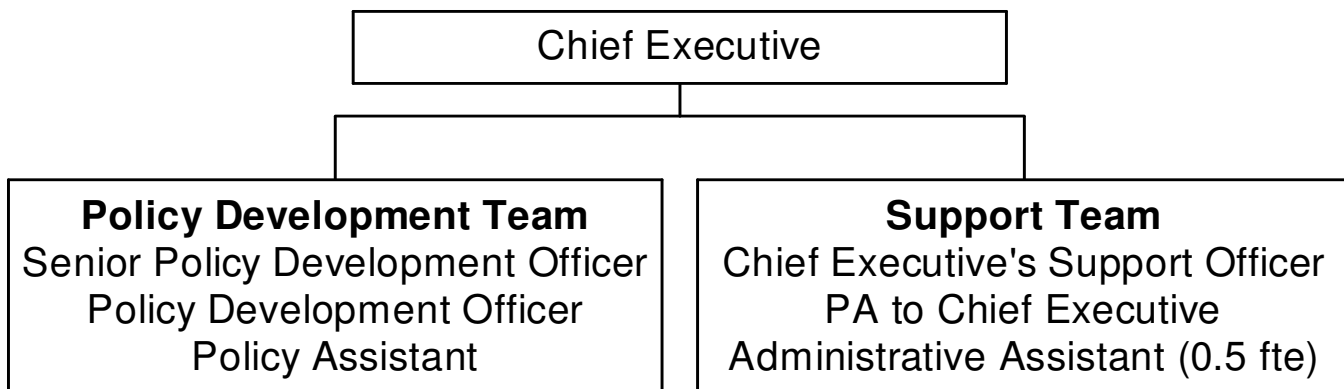 Chief Executive
Policy Development Team
Senior Policy Development Officer
Policy Development Officer
Policy Assistant
Support Team
Chief Executive's Support Officer
PA to Chief Executive
Administrative Assistant (0.5 fte)